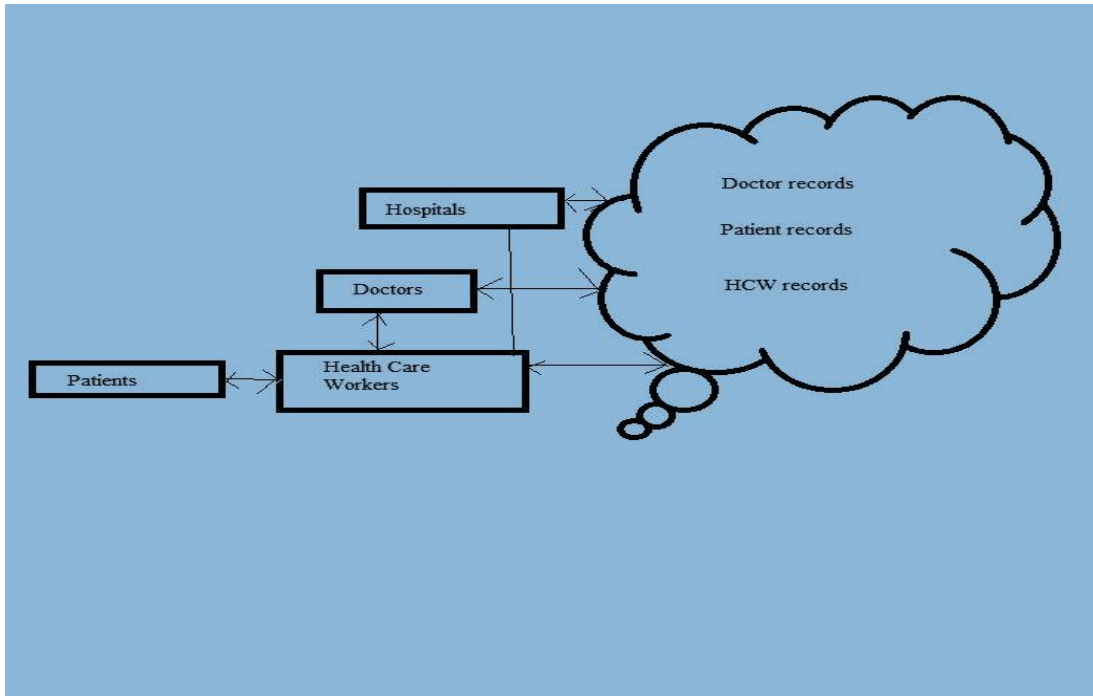 Doctor records
Hospitals
Patient records
Doctors
HCW records
Health Care
Workers
Patients